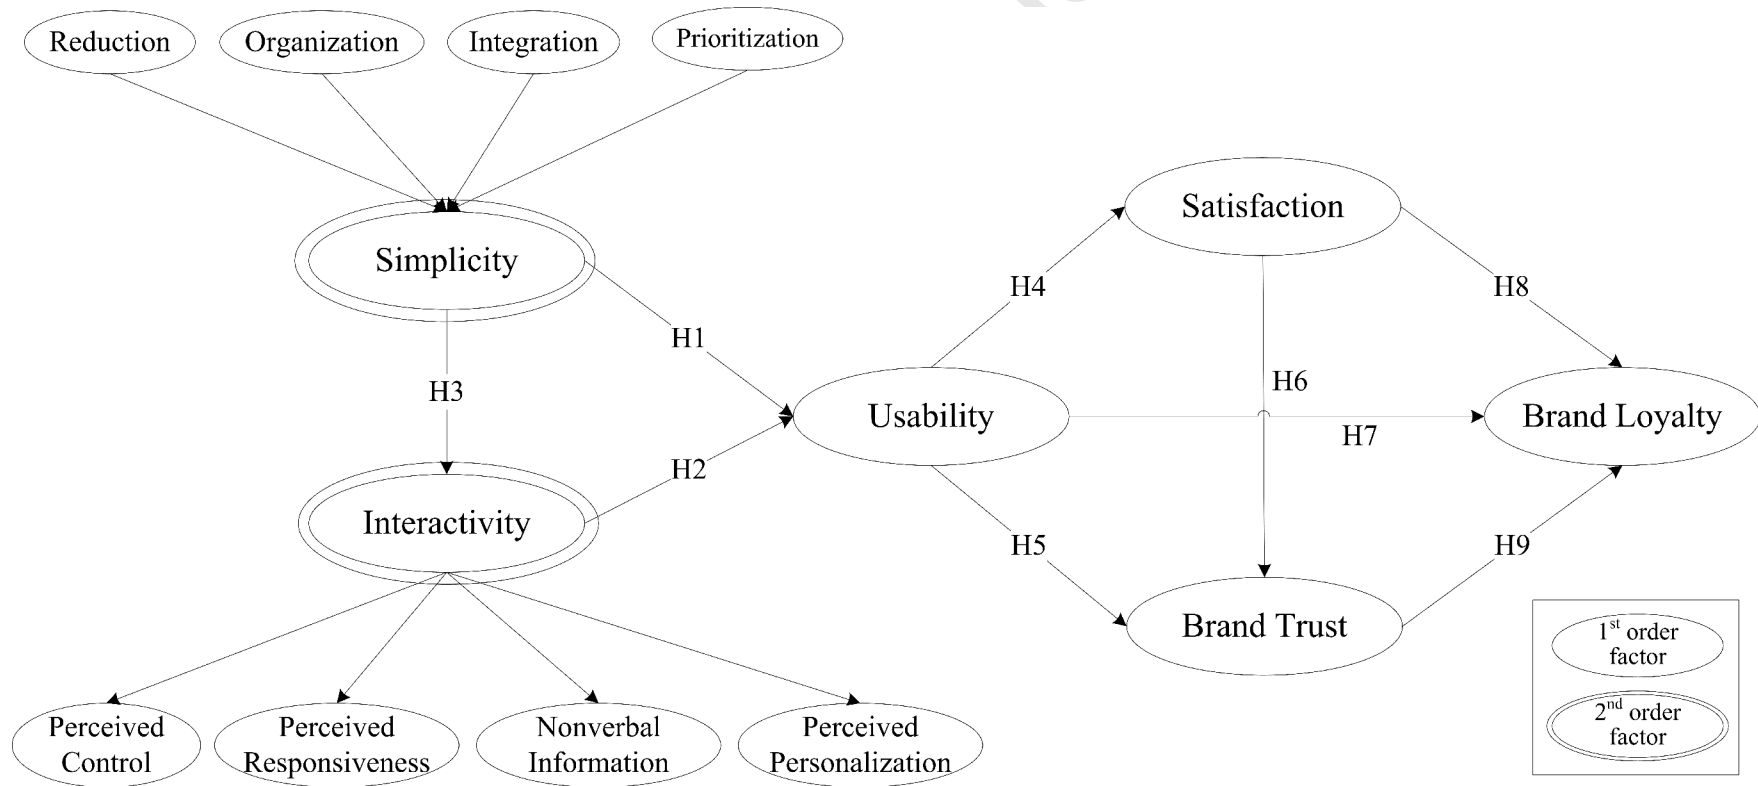 Reduction
Organization
Integration
Prioritization
Simplicity
Satisfaction
H4
H8
H1
H3
H6
Usability
Brand Loyalty
H7
H2
Interactivity
H5
H9
Brand Trust
1st order
factor
2nd order
factor
Perceived
Control
Perceived
Responsiveness
Nonverbal
Information
Perceived
Personalization